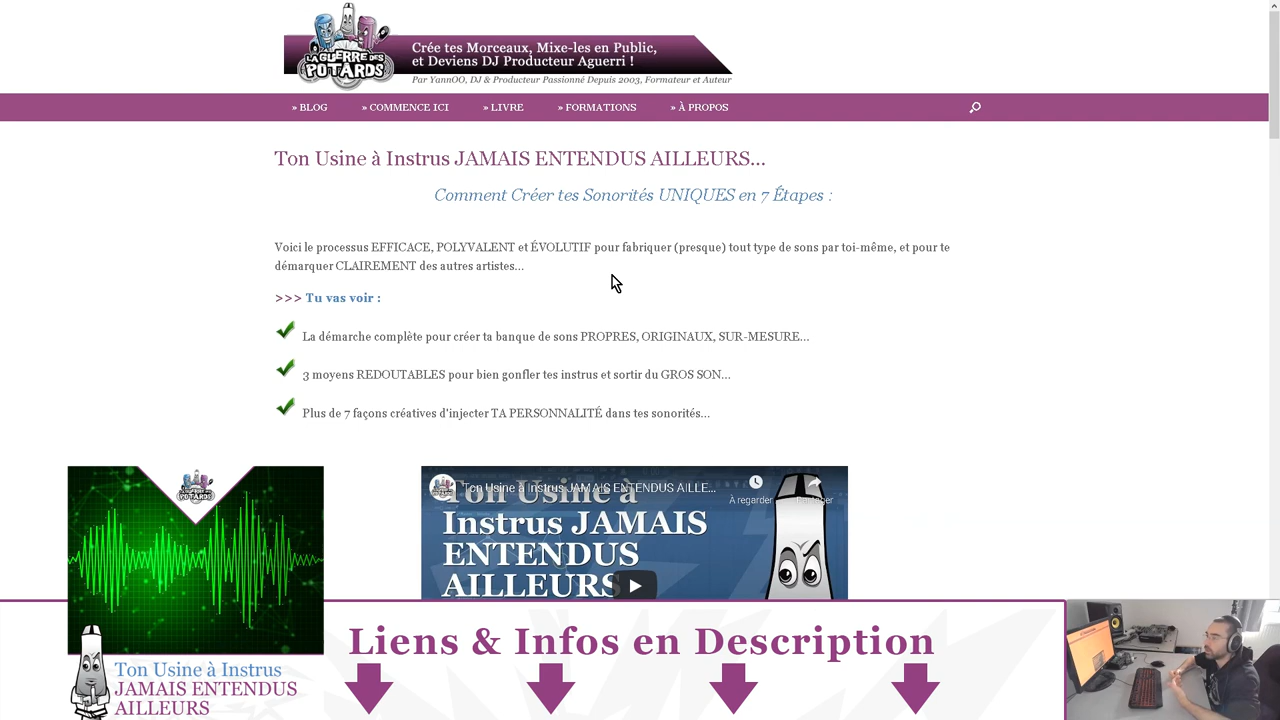 LA GUERRE DES
POTARDS
Crée tes Morceaux, Mixe-les en Public,
et Deviens DJ Producteur Aguerri !
Par YannOO, DJ & Producteur Passionné Depuis 2003, Formateur et Auteur
» BLOG
» COMMENCE ICI
» LIVRE
» FORMATIONS
» À PROPOS
Ton Usine à Instrus JAMAIS ENTENDUS AILLEURS...
Comment Créer tes Sonorités UNIQUES en 7 Étapes :
Voici le processus EFFICACE, POLYVALENT et ÉVOLUTIF pour fabriquer (presque) tout type de sons par toi-même, et pour te
démarquer CLAIREMENT des autres artistes...
>>> Tu vas voir :
La démarche complète pour créer ta banque de sons PROPRES, ORIGINAUX, SUR-MESURE...
3 moyens REDOUTABLES pour bien gonfler tes instrus et sortir du GROS SON...
Plus de 7 façons créatives d'injecter TA PERSONNALITÉ dans tes sonorités...
Ton Usine à Instrus JAMAIS ENTENDUS AILLE...
À regarder
Partager
Ton Usine à
Instrus JAMAIS
ENTENDUS
AILLEURS
Liens & Infos en Description
Ton Usine à Instrus
JAMAIS ENTENDUS
AILLEURS